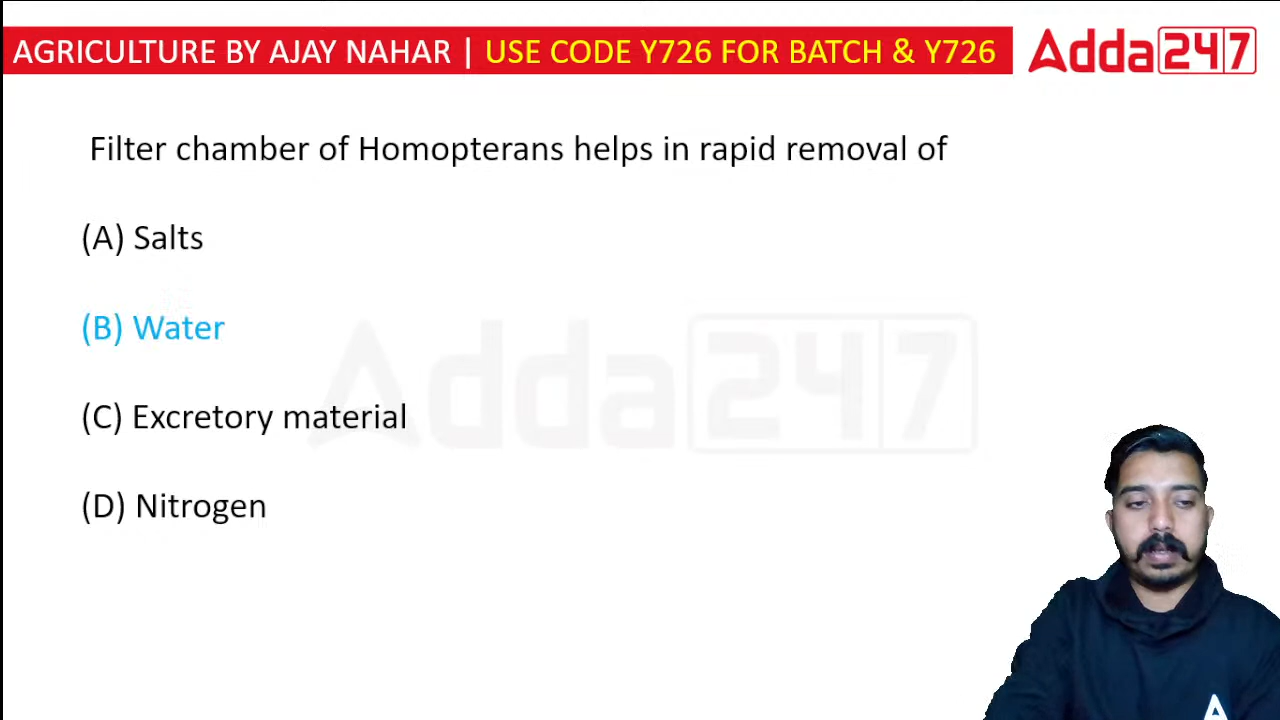 AGRICULTURE BY AJAY NAHAR | USE CODE Y726 FOR BATCH & Y726
Adda247
Filter chamber of Homopterans helps in rapid removal of
(A) Salts
(B) Water
(C) Excretory material
(D) Nitrogen
Adda247